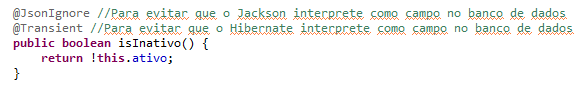 @JsonIgnore //Para evitar que o Jackson interprete como campo no banco de dados
@Transient //Para evitar que o Hibernate interprete como campo no banco de dados
public boolean isInativo() {
    return !this.ativo;
}